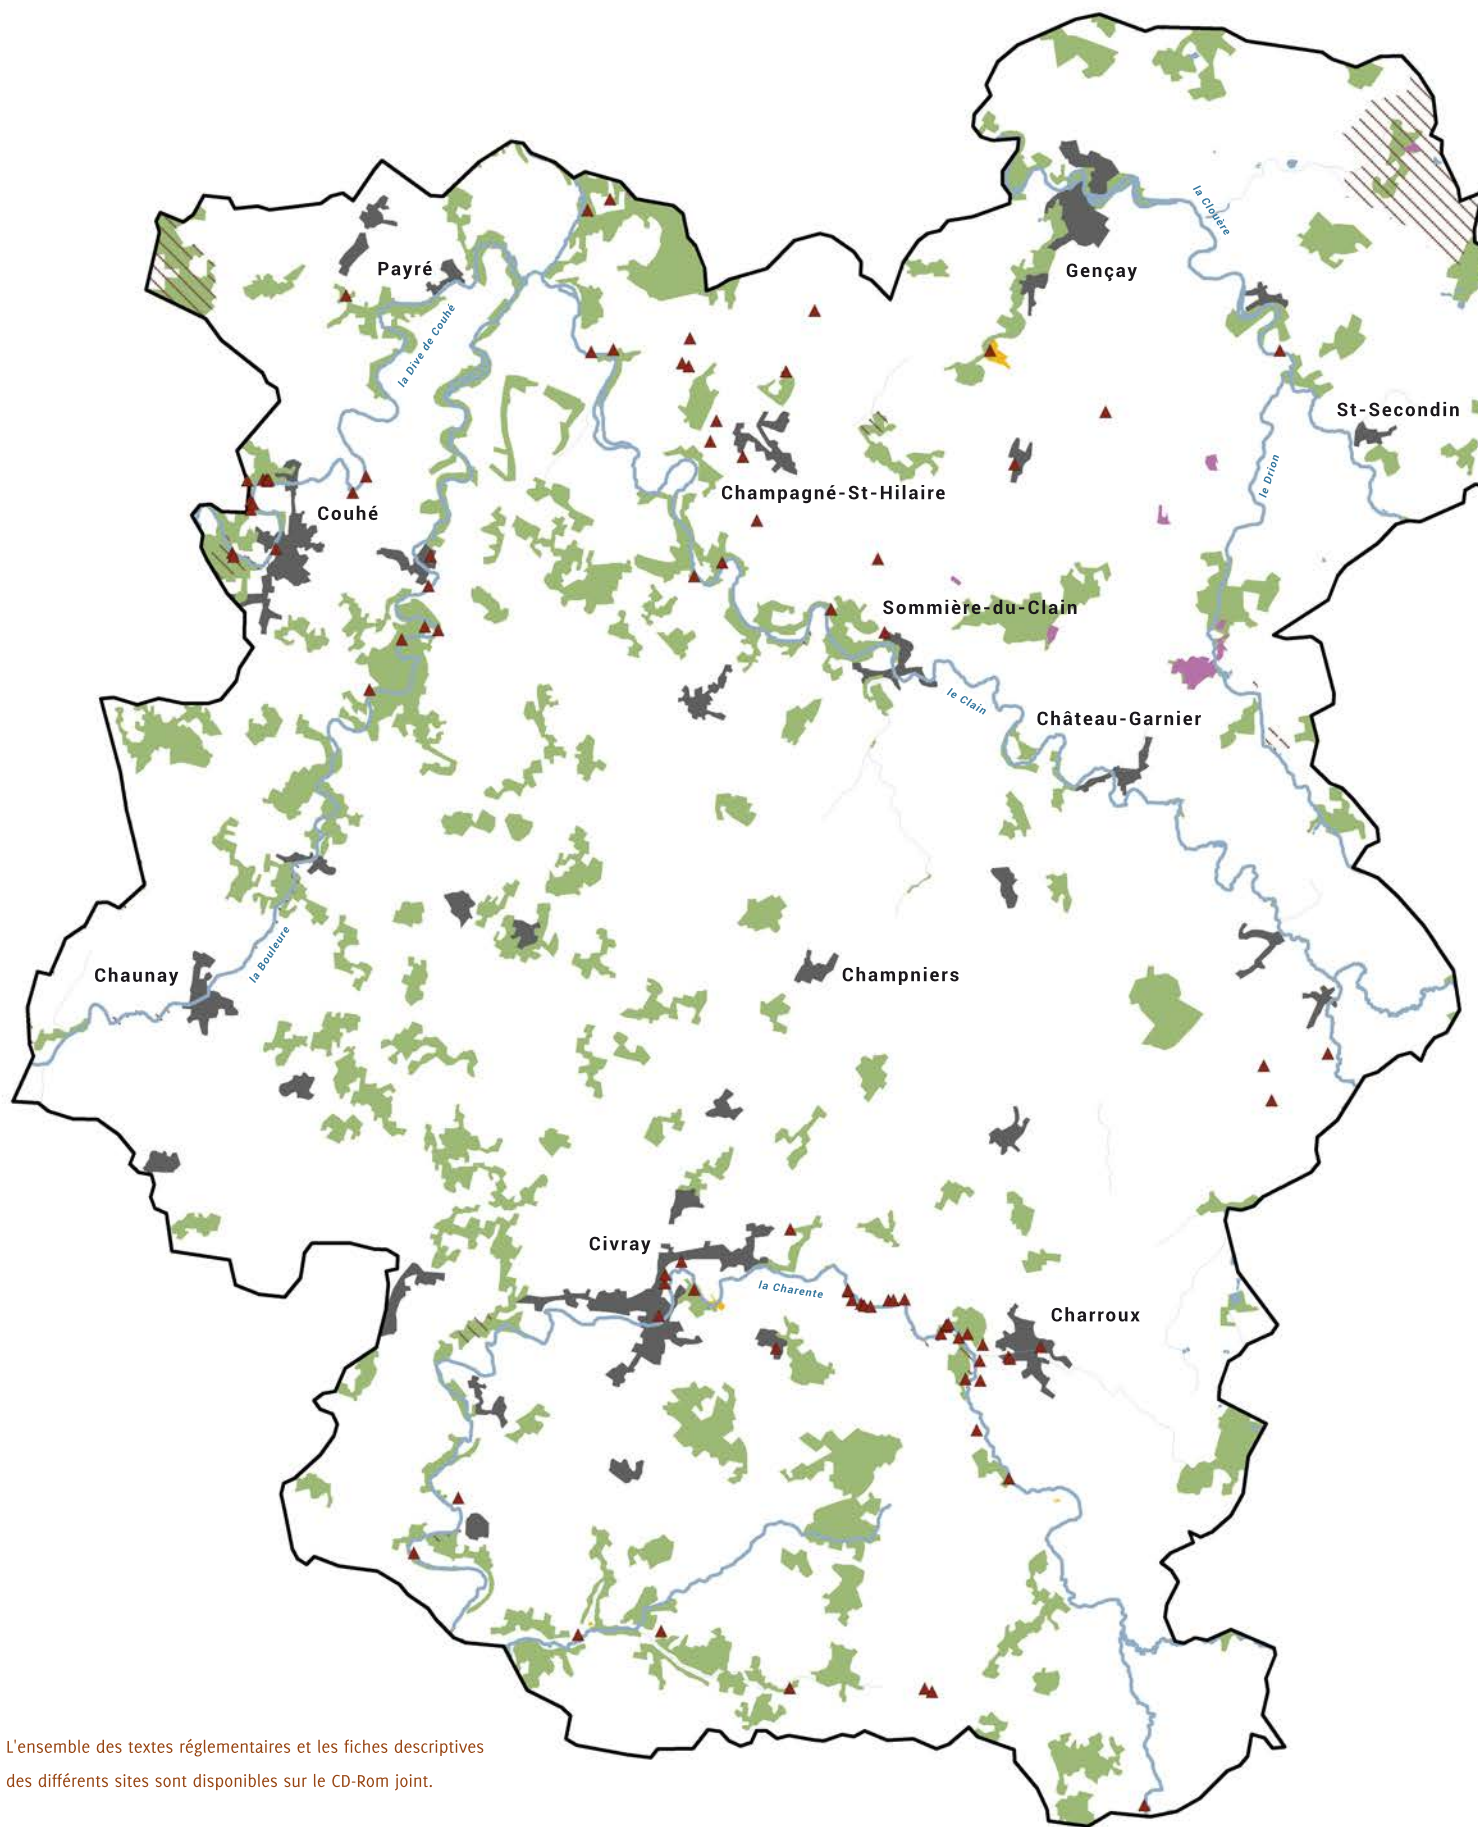 la Clouère
Payré
Gençay
la Dive de Couhé
St-Secondin
le Drion
Champagné-St-Hilaire
Couhé
Sommière-du-Clain
le Clain
Château-Garnier
la Bouleure
Chaunay
Champniers
Civray
la Charente
Charroux
L'ensemble des textes réglementaires et les fiches descriptives
des différents sites sont disponibles sur le CD-Rom joint.